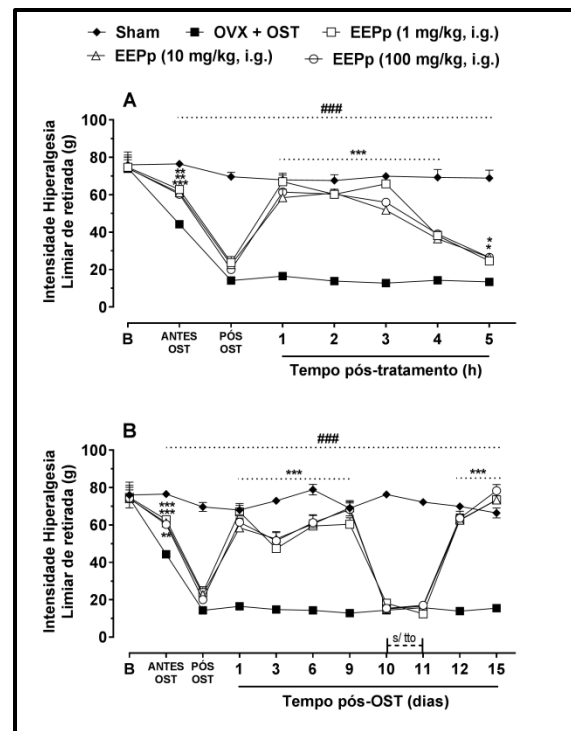 Sham OVX + OST EEPp (1 mg/kg, i.g.)
EEPp (10 mg/kg, i.g.) EEPp (100 mg/kg, i.g.)
A
###
***
**
**
***
*
*
Intensidade Hiperalgesia
Limiar de retirada (g)
100
80
60
40
20
0
B ANTES OST PÓS OST 1 2 3 4 5
Tempo pós-tratamento (h)
B
###
*** ***
***
***
**
Intensidade Hiperalgesia
Limiar de retirada (g)
100
80
60
40
20
0
s/ tto
B ANTES OST PÓS OST 1 3 6 9 10 11 12 15
Tempo pós-OST (dias)